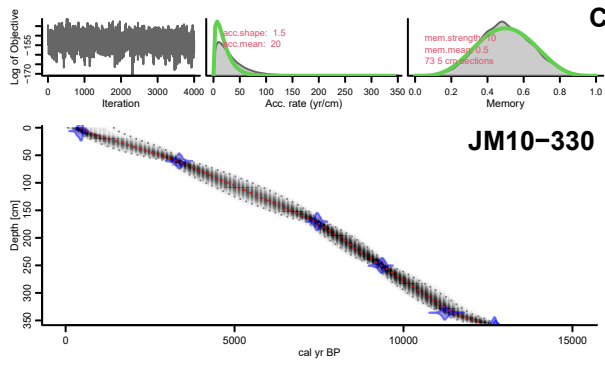 C
Log of Objective
−170
−155
0
1000
2000
3000
4000
Iteration
acc.shape: 1.5
acc.mean: 20
0
50
100
150
200
250
300
350
Acc. rate (yr/cm)
mem.strength: 10
mem.mean: 0.5
73 5 cm sections
0.0
0.2
0.4
0.6
0.8
1.0
Memory
JM10−330
Depth [cm]
0
50
100
150
200
250
300
350
0
5000
10000
15000
cal yr BP